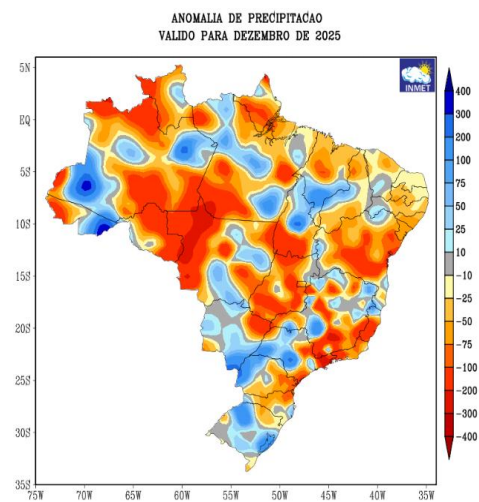 ANOMALIA DE PRECIPITACAO
VALIDO PARA DEZEMBRO DE 2025
INMET
5N
EQ
5S
10S
15S
20S
25S
30S
35S
75W 70W 65W 60W 55W 50W 45W 40W 35W
400
300
200
100
75
50
25
10
−10
−25
−50
−75
−100
−200
−300
−400